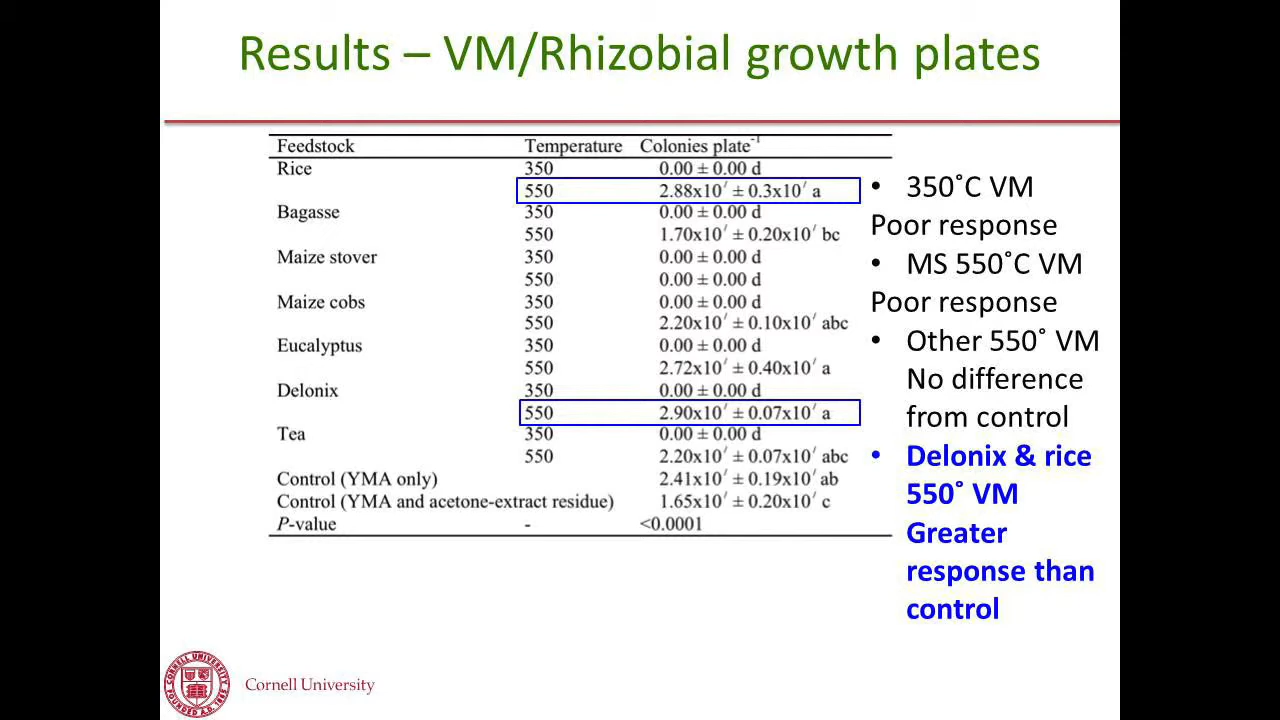 Results – VM/Rhizobial growth plates
Feedstock Temperature Colonies plate⁻¹
Rice 350 0.00 ± 0.00 d
550 2.88x10⁷ ± 0.3x10⁷ a
Bagasse 350 0.00 ± 0.00 d
550 1.70x10⁷ ± 0.20x10⁷ bc
Maize stover 350 0.00 ± 0.00 d
550 0.00 ± 0.00 d
Maize cobs 350 0.00 ± 0.00 d
550 2.20x10⁷ ± 0.10x10⁷ abc
Eucalyptus 350 0.00 ± 0.00 d
550 2.72x10⁷ ± 0.40x10⁷ a
Delonix 350 0.00 ± 0.00 d
550 2.90x10⁷ ± 0.07x10⁷ a
Tea 350 0.00 ± 0.00 d
550 2.20x10⁷ ± 0.07x10⁷ abc
Control (YMA only) 2.41x10⁷ ± 0.19x10⁷ ab
Control (YMA and acetone-extract residue) 1.65x10⁷ ± 0.20x10⁷ c
P-value - <0.0001
• 350˚C VM
Poor response
• MS 550˚C VM
Poor response
• Other 550˚ VM
No difference
from control
• Delonix & rice
550˚ VM
Greater
response than
control
Cornell University